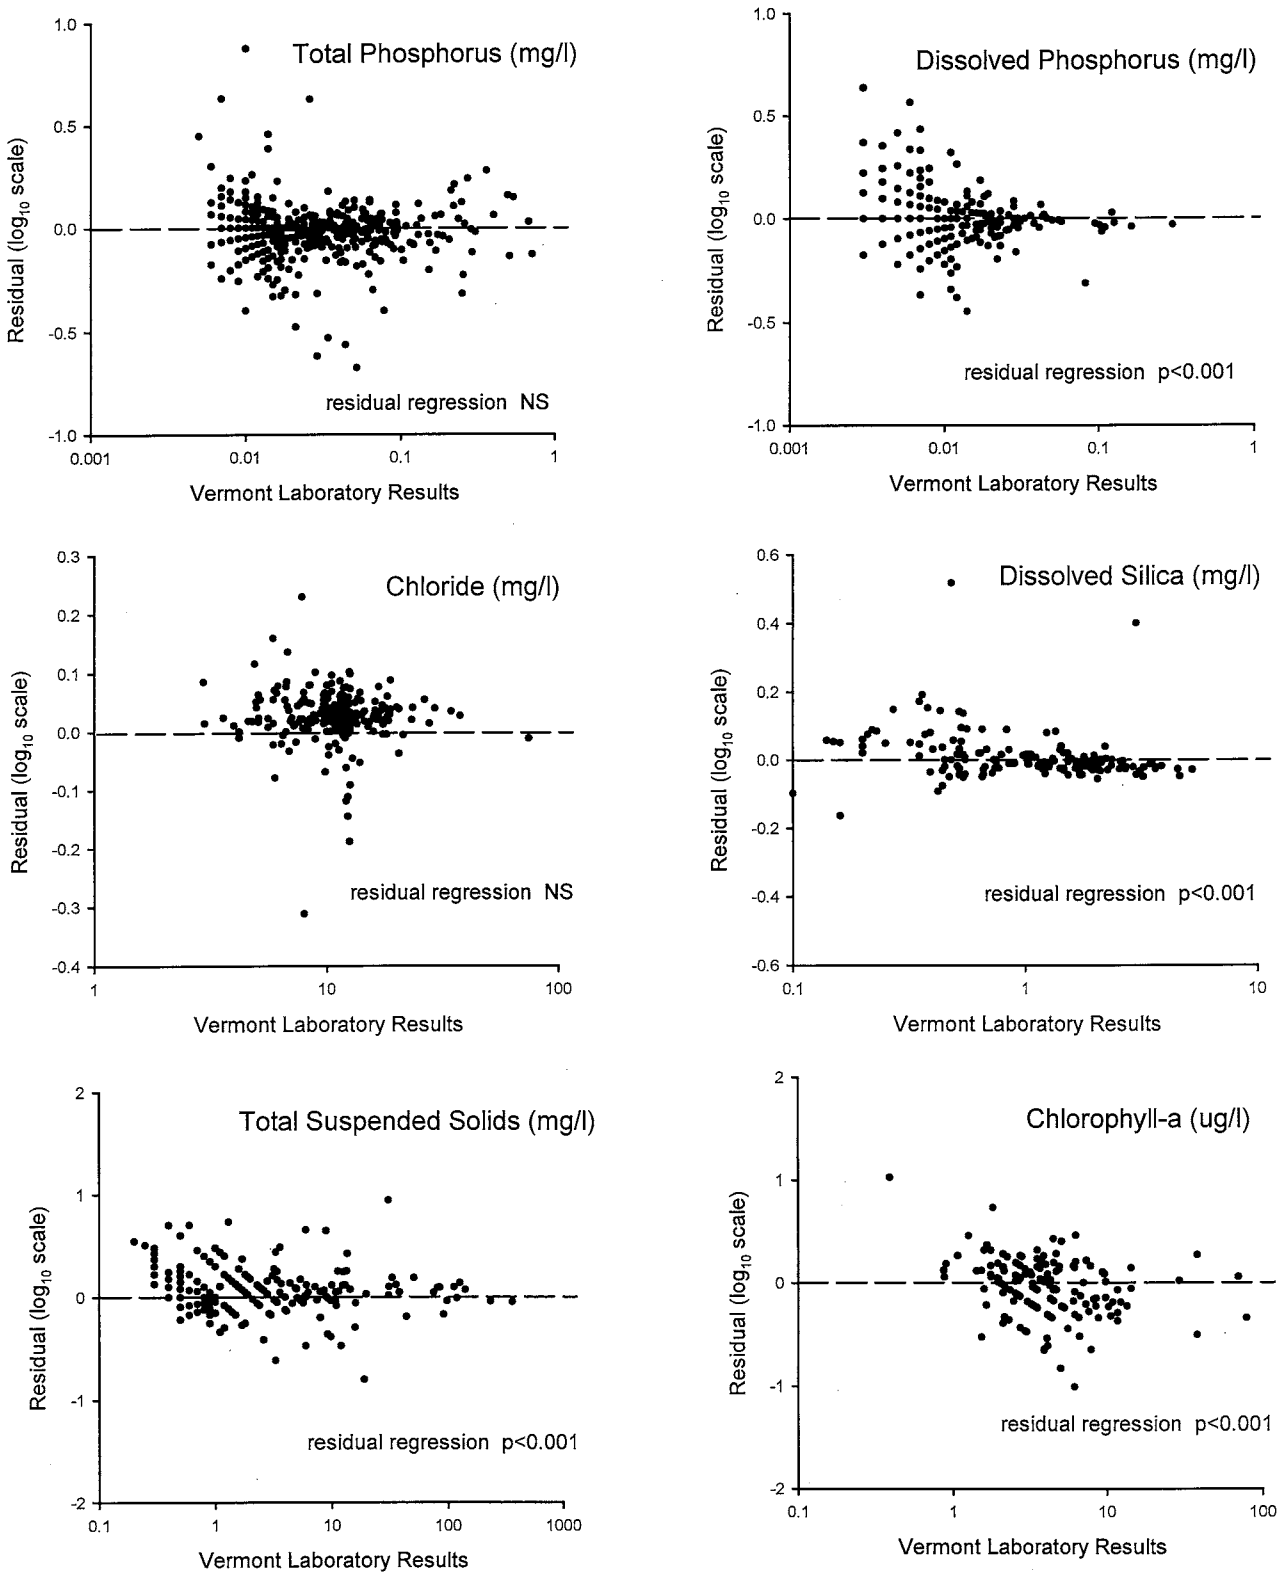 Total Phosphorus (mg/l)
1.0
0.5
0.0
-0.5
-1.0
Residual (log10 scale)
residual regression NS
0.001 0.01 0.1 1
Vermont Laboratory Results
Dissolved Phosphorus (mg/l)
1.0
0.5
0.0
-0.5
-1.0
Residual (log10 scale)
residual regression p<0.001
0.001 0.01 0.1 1
Vermont Laboratory Results
Chloride (mg/l)
0.3
0.2
0.1
0.0
-0.1
-0.2
-0.3
-0.4
Residual (log10 scale)
residual regression NS
1 10 100
Vermont Laboratory Results
Dissolved Silica (mg/l)
0.6
0.4
0.2
0.0
-0.2
-0.4
-0.6
Residual (log10 scale)
residual regression p<0.001
0.1 1 10
Vermont Laboratory Results
Total Suspended Solids (mg/l)
2
1
0
-1
-2
Residual (log10 scale)
residual regression p<0.001
0.1 1 10 100 1000
Vermont Laboratory Results
Chlorophyll-a (ug/l)
2
1
0
-1
-2
Residual (log10 scale)
residual regression p<0.001
0.1 1 10 100
Vermont Laboratory Results